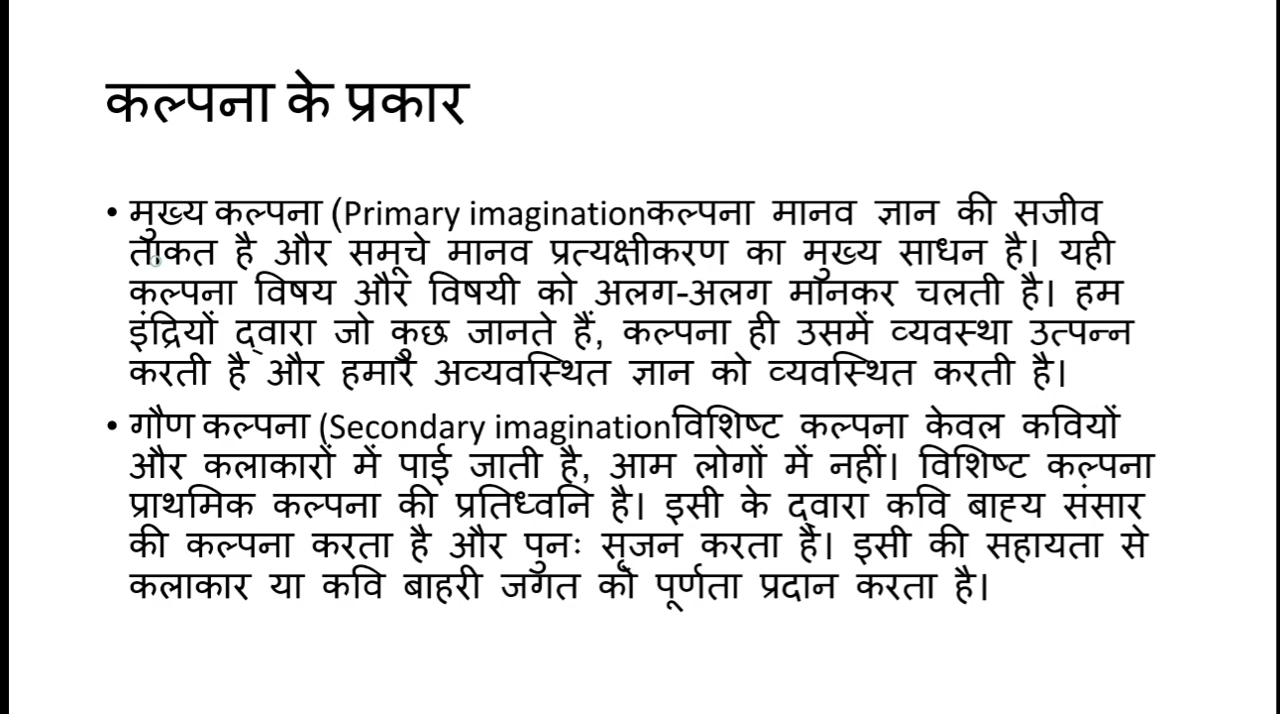 कल्पना के प्रकार
• मुख्य कल्पना (Primary imaginationकल्पना मानव ज्ञान की सजीव
ताकत है और समूचे मानव प्रत्यक्षीकरण का मुख्य साधन है। यही
कल्पना विषय और विषयी को अलग-अलग मानकर चलती है। हम
इंद्रियों द्वारा जो कुछ जानते हैं, कल्पना ही उसमें व्यवस्था उत्पन्न
करती है और हमारे अव्यवस्थित ज्ञान को व्यवस्थित करती है।
• गौण कल्पना (Secondary imaginationविशिष्ट कल्पना केवल कवियों
और कलाकारों में पाई जाती है, आम लोगों में नहीं। विशिष्ट कल्पना
प्राथमिक कल्पना की प्रतिध्वनि है। इसी के द्वारा कवि बाह्य संसार
की कल्पना करता है और पुनः सृजन करता है। इसी की सहायता से
कलाकार या कवि बाहरी जगत को पूर्णता प्रदान करता है।